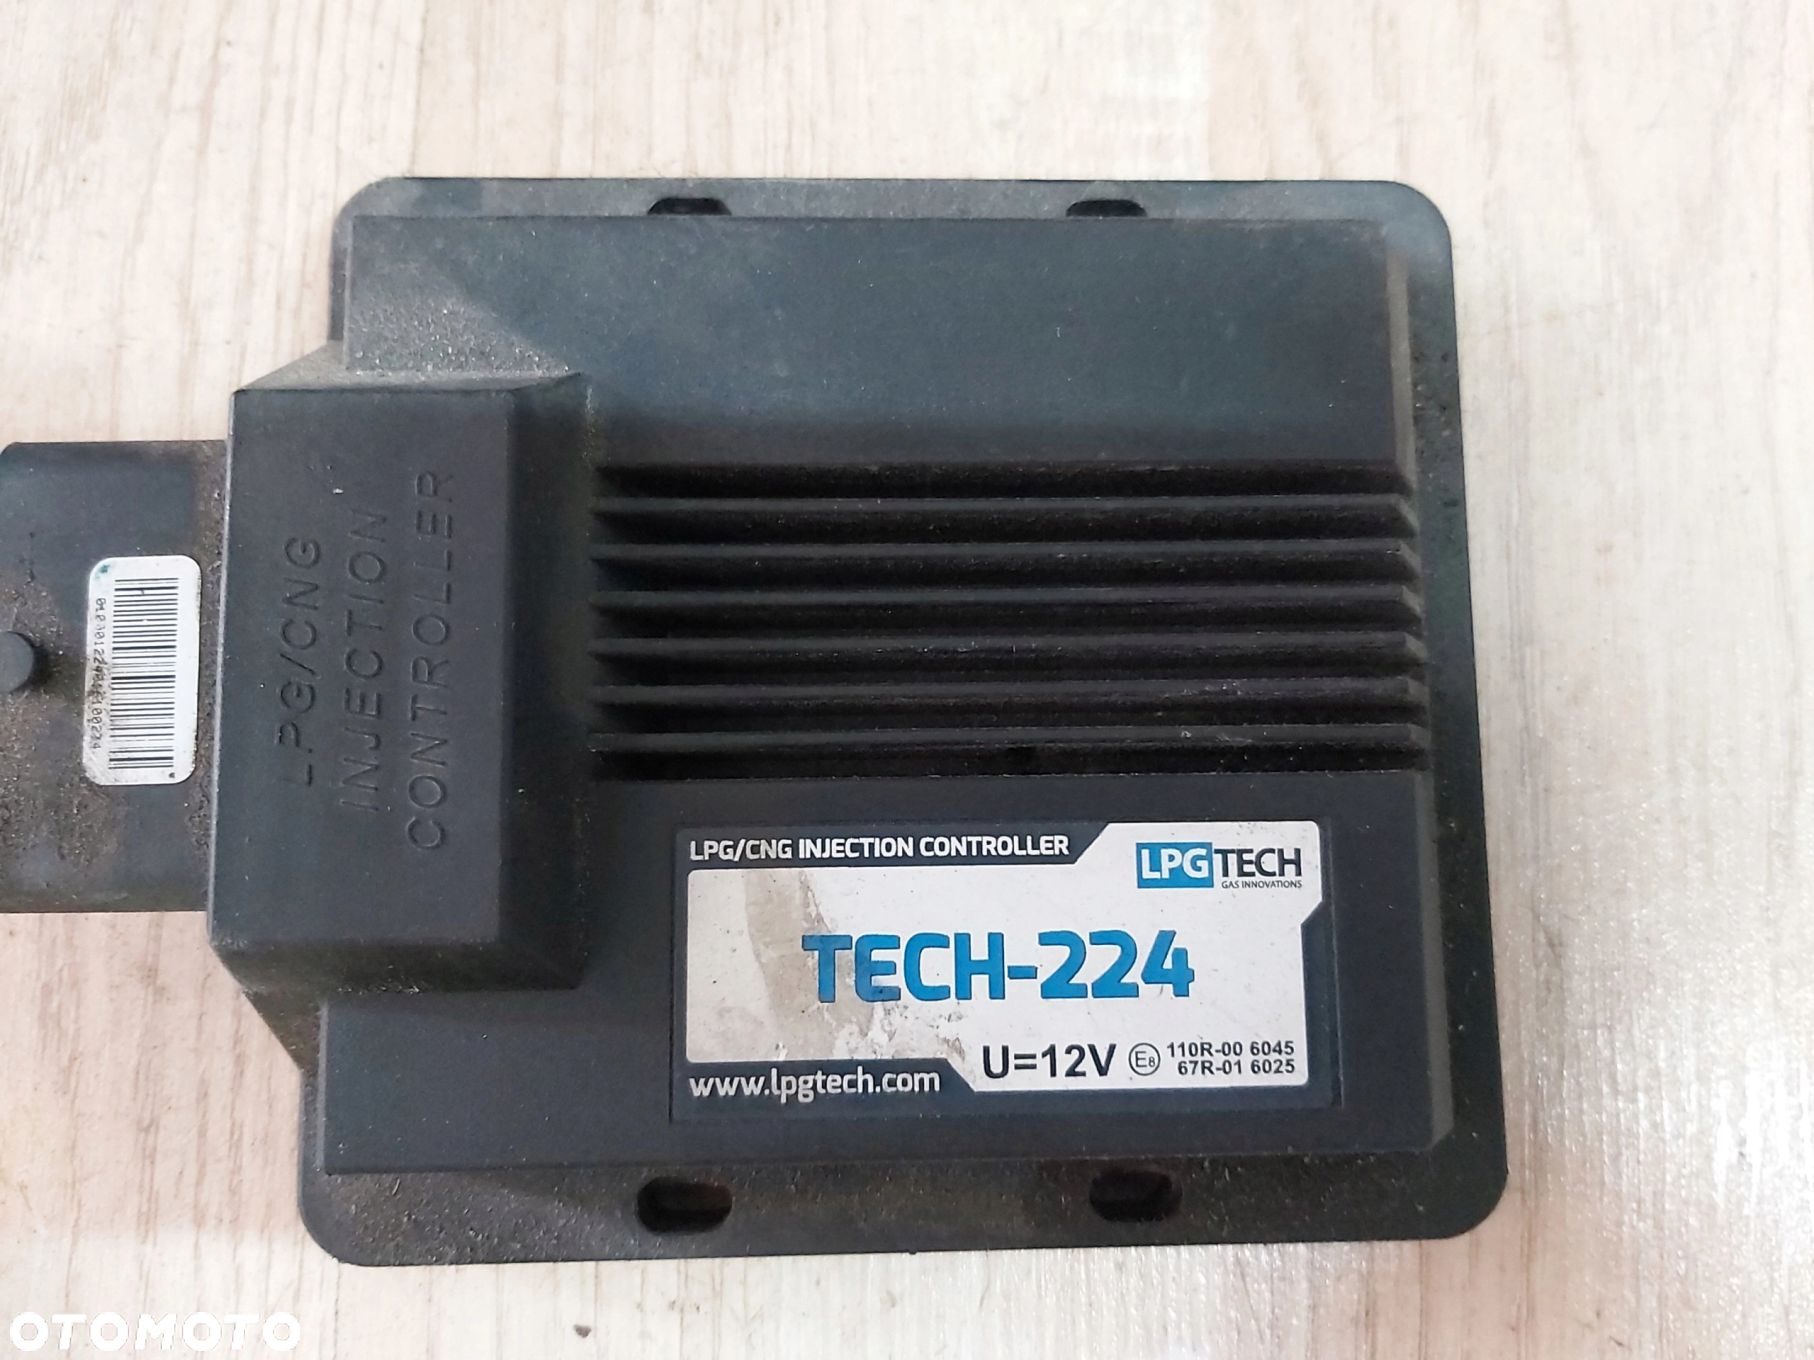 LPG/CNG
INJECTION
CONTROLLER
LPG/CNG INJECTION CONTROLLER
LPGTECH
GAS INNOVATIONS
TECH-224
U=12V
E8
110R-00 6045
67R-01 6025
www.lpgtech.com
OTOMOTO